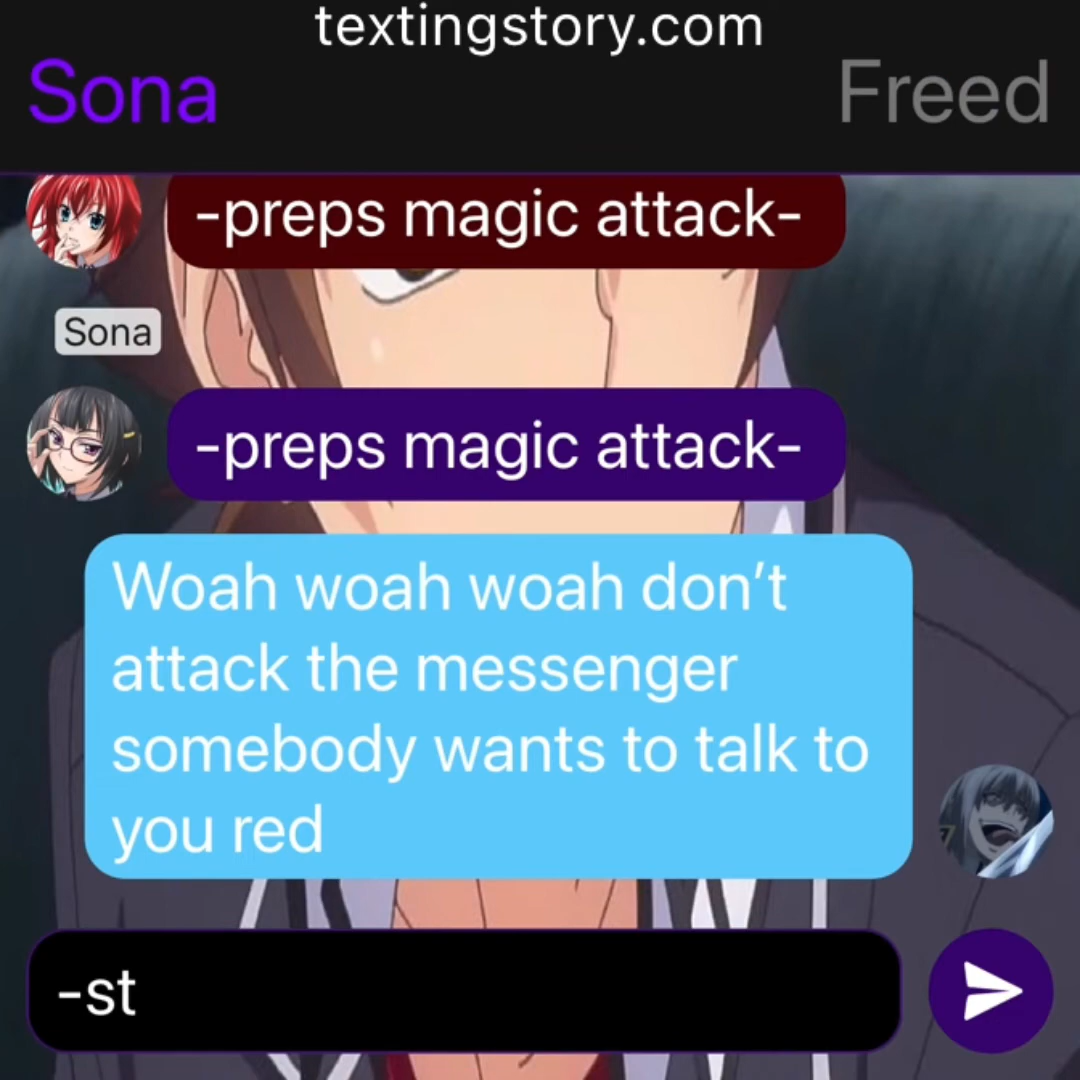 textingstory.com
Sona
Freed
-preps magic attack-
Sona
-preps magic attack-
Woah woah woah don’t
attack the messenger
somebody wants to talk to
you red
-st